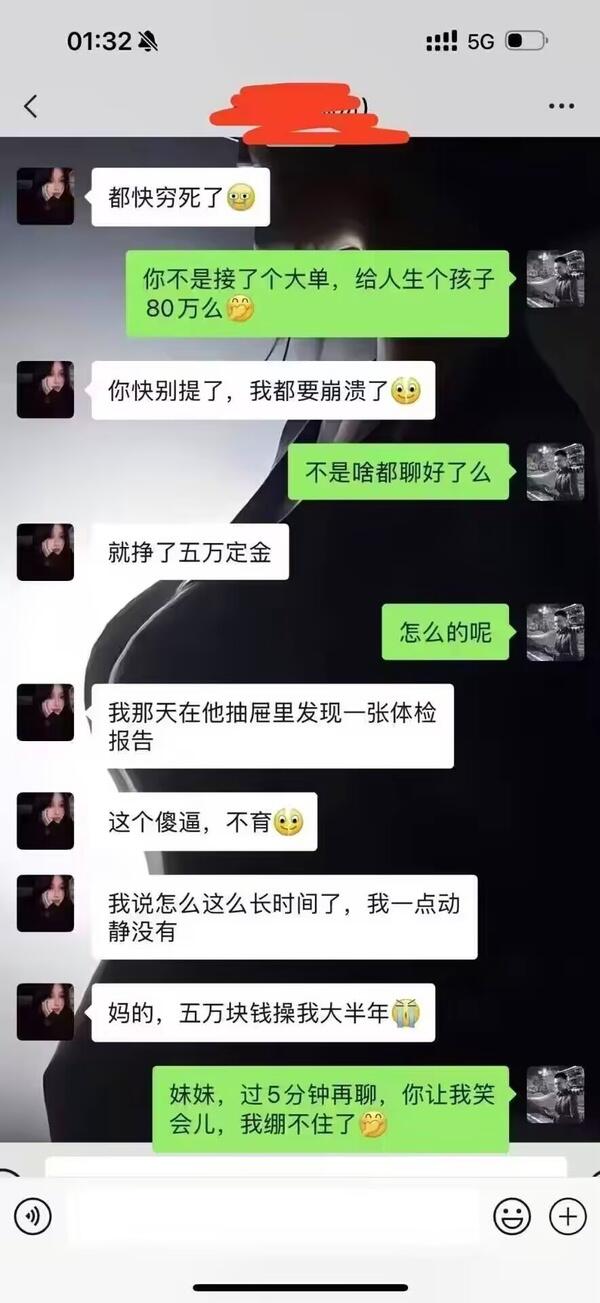 01:32
5G
都快穷死了
你不是接了个大单，给人生个孩子
80万么
你快别提了，我都要崩溃了
不是啥都聊好了么
就挣了五万定金
怎么的呢
我那天在他抽屉里发现一张体检
报告
这个傻逼，不育
我说怎么这么长时间了，我一点动
静没有
妈的，五万块钱操我大半年
妹妹，过5分钟再聊，你让我笑
会儿，我绷不住了